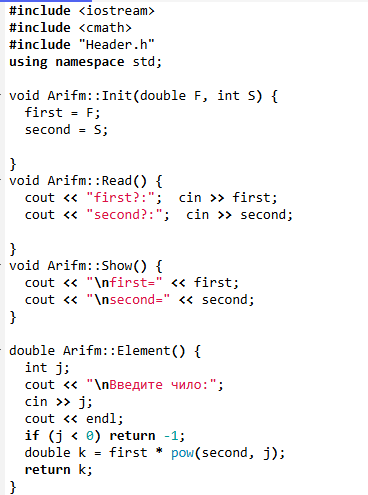 #include <iostream>
#include <cmath>
#include "Header.h"
using namespace std;
void Arifm::Init(double F, int S) {
first = F;
second = S;
}
void Arifm::Read() {
cout << "first?:";  cin >> first;
cout << "second?:";  cin >> second;
}
void Arifm::Show() {
cout << "\nfirst=" << first;
cout << "\nsecond=" << second;
}
double Arifm::Element() {
int j;
cout << "\nВведите чило:";
cin >> j;
cout << endl;
if (j < 0) return -1;
double k = first * pow(second, j);
return k;
}